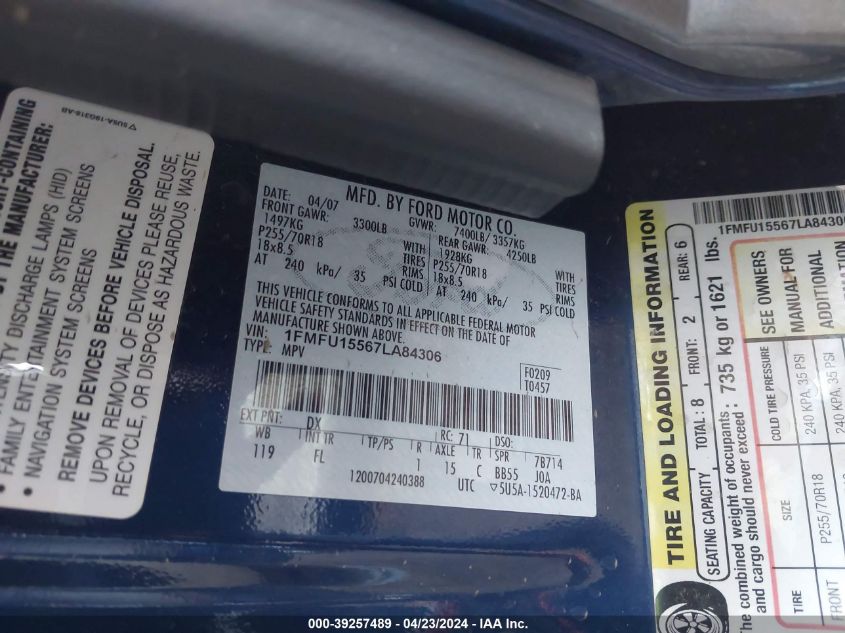 5U5A-19G318-AB
NT-CONTAINING
THE MANUFACTURER:
DISCHARGE LAMPS (HID)
• FAMILY ENTERTAINMENT SYSTEM SCREENS
• NAVIGATION SYSTEM SCREENS
REMOVE DEVICES BEFORE VEHICLE DISPOSAL.
UPON REMOVAL OF DEVICES PLEASE REUSE,
RECYCLE, OR DISPOSE AS HAZARDOUS WASTE.
MFD. BY FORD MOTOR CO.
DATE: 04/07 GVWR: 7400LB/ 3357KG
FRONT GAWR: 3300LB REAR GAWR: 4250LB
1497KG WITH 1928KG WITH
P255/70R18 TIRES P255/70R18 TIRES
18x8.5 RIMS 18x8.5 RIMS
AT 240 kPa/ 35 PSI COLD AT 240 kPa/ 35 PSI COLD
THIS VEHICLE CONFORMS TO ALL APPLICABLE FEDERAL MOTOR
VEHICLE SAFETY STANDARDS IN EFFECT ON THE DATE OF
MANUFACTURE SHOWN ABOVE.
VIN: 1FMFU15567LA84306
TYPE: MPV
F0209
T0457
EXT PNT: DX RC: 71 DSO:
WB INT TR TP/PS R AXLE TR SPR 7B714
119 FL 1 15 C BB55 J0A
1200704240388 UTC ▽5U5A-1520472-BA
TIRE AND LOADING INFORMATION
1FMFU15567LA84306
SEATING CAPACITY TOTAL: 8 FRONT: 2 REAR: 6
The combined weight of occupants and cargo should never exceed: 735 kg or 1621 lbs.
TIRE SIZE COLD TIRE PRESSURE
P255/70R18 240 KPA, 35 PSI
240 KPA, 35 PSI
SEE OWNERS
MANUAL FOR
ADDITIONAL
000-39257489 - 04/23/2024 - IAA Inc.